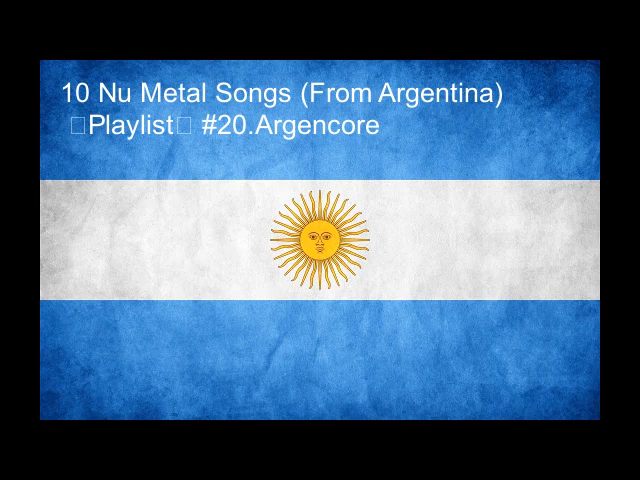 10 Nu Metal Songs (From Argentina)
▯Playlist▯ #20.Argencore